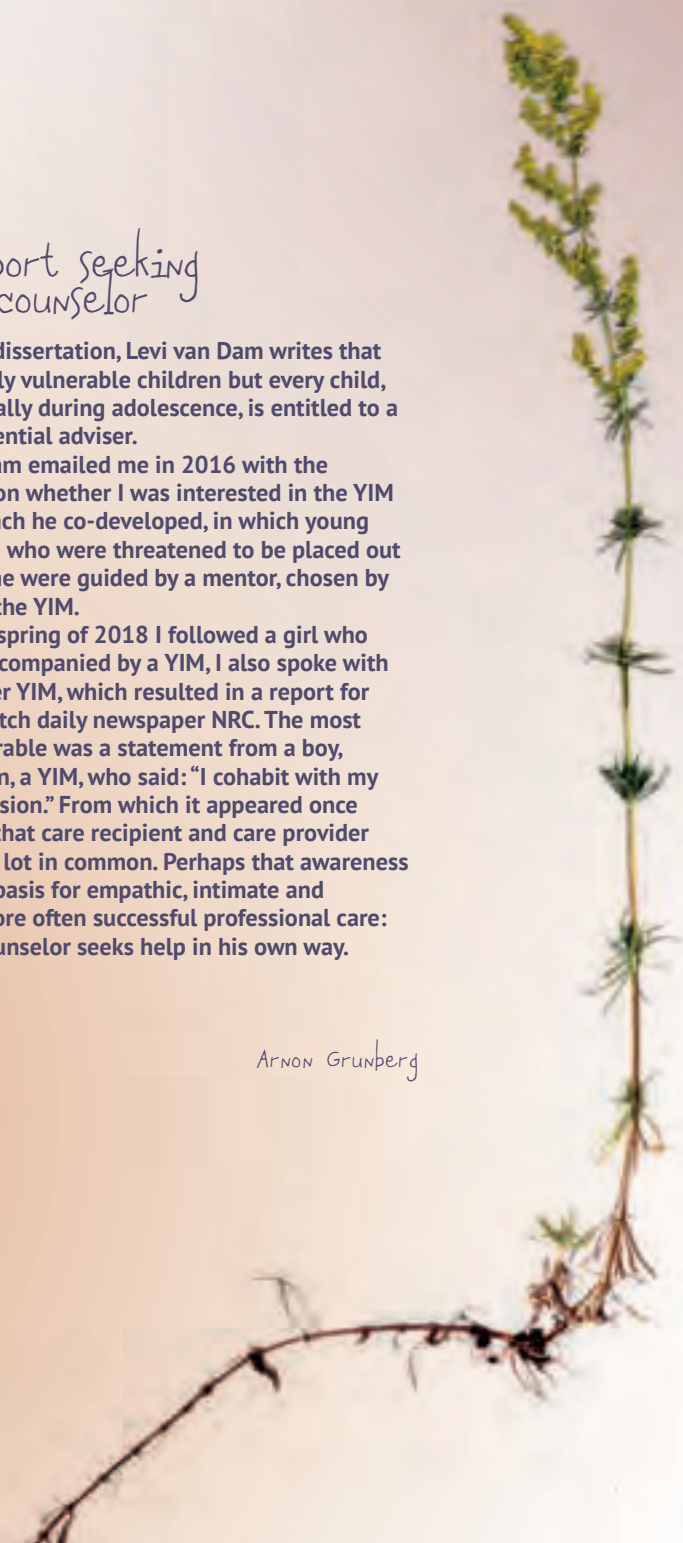 port seeking
counselor
dissertation, Levi van Dam writes that
ly vulnerable children but every child,
ally during adolescence, is entitled to a
ential adviser.
am emailed me in 2016 with the
on whether I was interested in the YIM
ach he co-developed, in which young
who were threatened to be placed out
me were guided by a mentor, chosen by
the YIM.
spring of 2018 I followed a girl who
companied by a YIM, I also spoke with
er YIM, which resulted in a report for
tch daily newspaper NRC. The most
rable was a statement from a boy,
n, a YIM, who said: “I cohabit with my
sion.” From which it appeared once
that care recipient and care provider
lot in common. Perhaps that awareness
basis for empathic, intimate and
ore often successful professional care:
unselor seeks help in his own way.
Arnon Grunberg